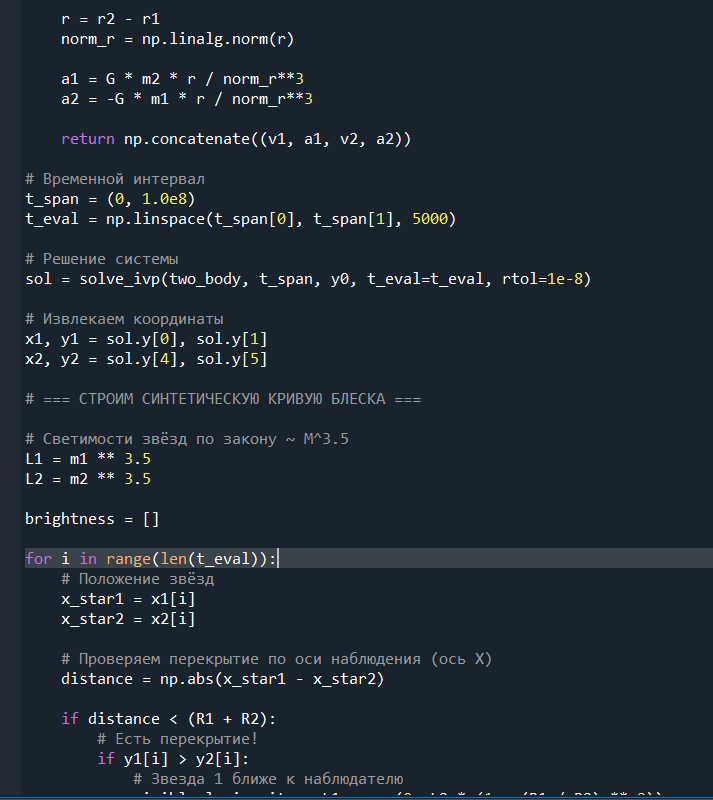 r = r2 - r1
norm_r = np.linalg.norm(r)
a1 = G * m2 * r / norm_r**3
a2 = -G * m1 * r / norm_r**3
return np.concatenate((v1, a1, v2, a2))
# Временной интервал
t_span = (0, 1.0e8)
t_eval = np.linspace(t_span[0], t_span[1], 5000)
# Решение системы
sol = solve_ivp(two_body, t_span, y0, t_eval=t_eval, rtol=1e-8)
# Извлекаем координаты
x1, y1 = sol.y[0], sol.y[1]
x2, y2 = sol.y[4], sol.y[5]
# === СТРОИМ СИНТЕТИЧЕСКУЮ КРИВУЮ БЛЕСКА ===
# Светимости звёзд по закону ~ M^3.5
L1 = m1 ** 3.5
L2 = m2 ** 3.5
brightness = []
for i in range(len(t_eval)):
# Положение звёзд
x_star1 = x1[i]
x_star2 = x2[i]
# Проверяем перекрытие по оси наблюдения (ось X)
distance = np.abs(x_star1 - x_star2)
if distance < (R1 + R2):
# Есть перекрытие!
if y1[i] > y2[i]:
# Звезда 1 ближе к наблюдателю